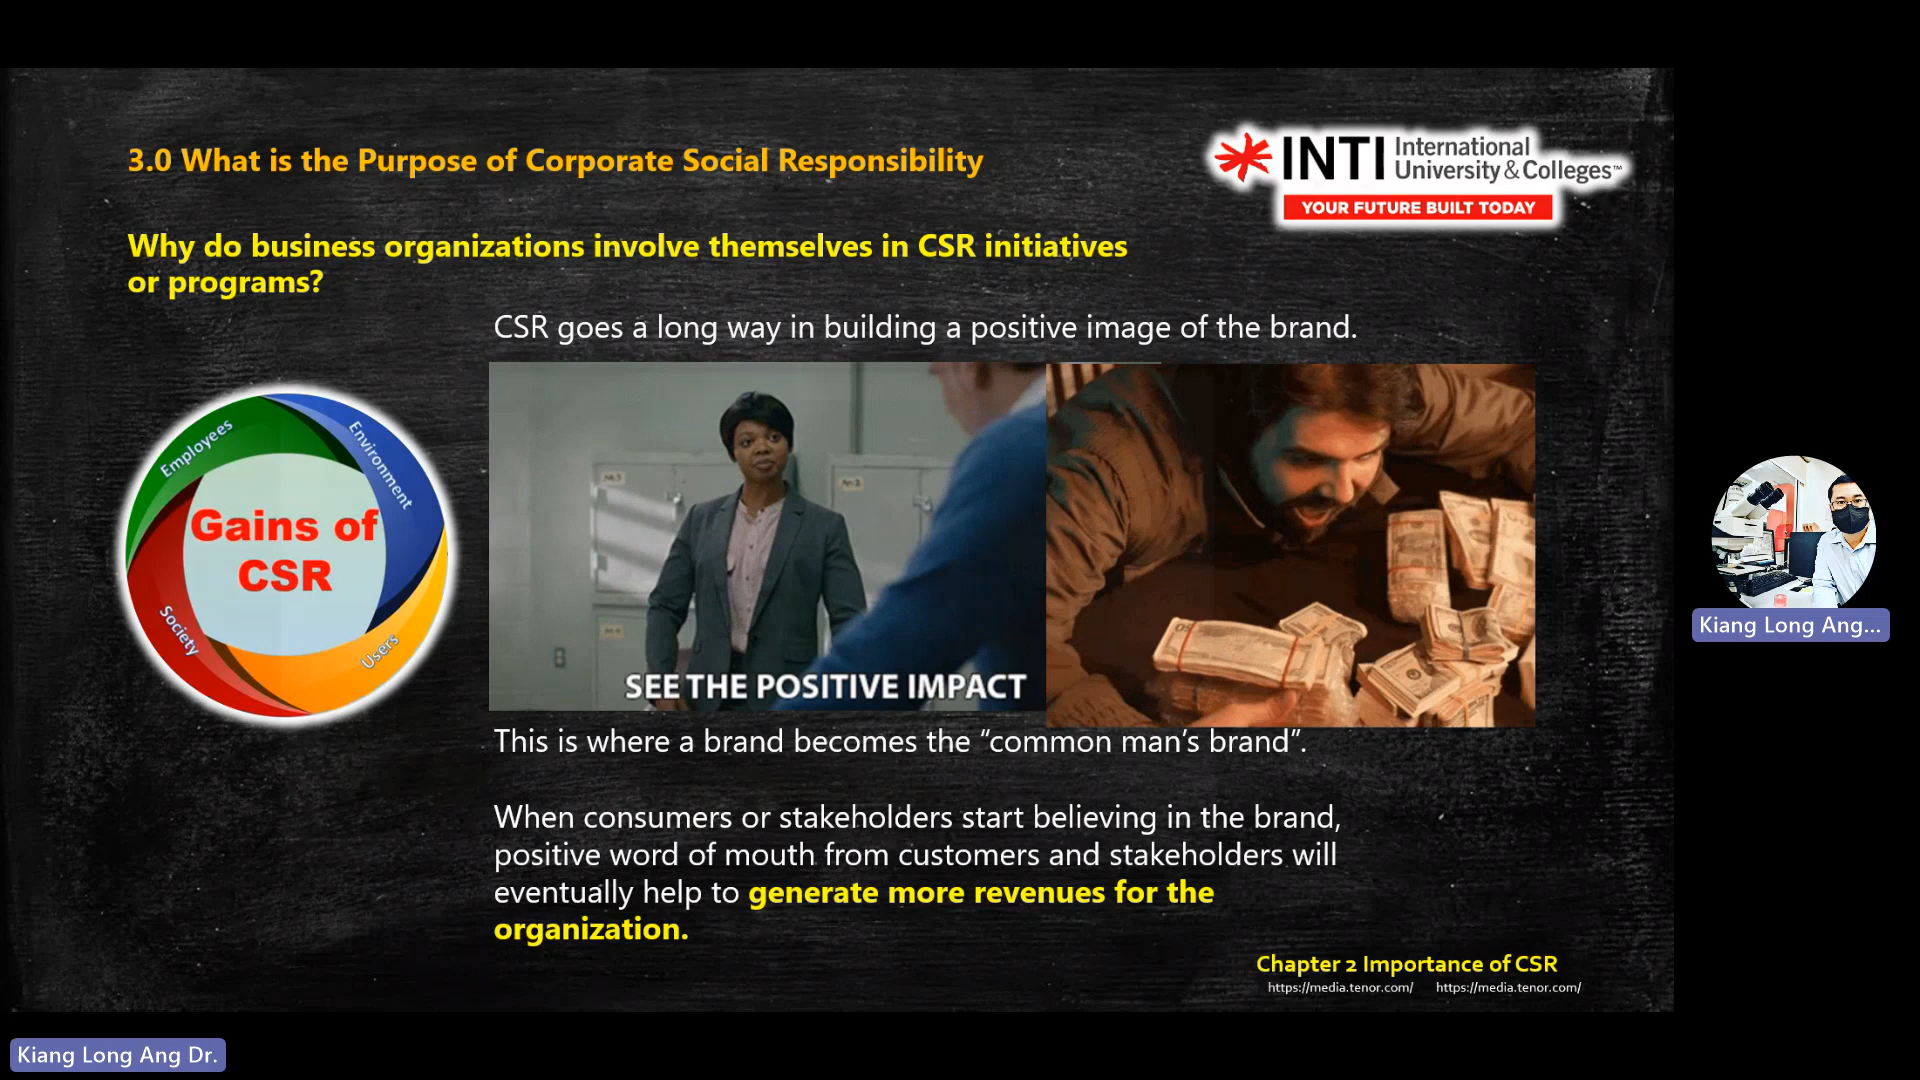 3.0 What is the Purpose of Corporate Social Responsibility
INTI International
University & Colleges™
YOUR FUTURE BUILT TODAY
Why do business organizations involve themselves in CSR initiatives
or programs?
CSR goes a long way in building a positive image of the brand.
Employees
Environment
Gains of
CSR
Society
Users
SEE THE POSITIVE IMPACT
This is where a brand becomes the “common man’s brand”.
When consumers or stakeholders start believing in the brand,
positive word of mouth from customers and stakeholders will
eventually help to generate more revenues for the
organization.
Chapter 2 Importance of CSR
https://media.tenor.com/ https://media.tenor.com/
Kiang Long Ang...
Kiang Long Ang Dr.